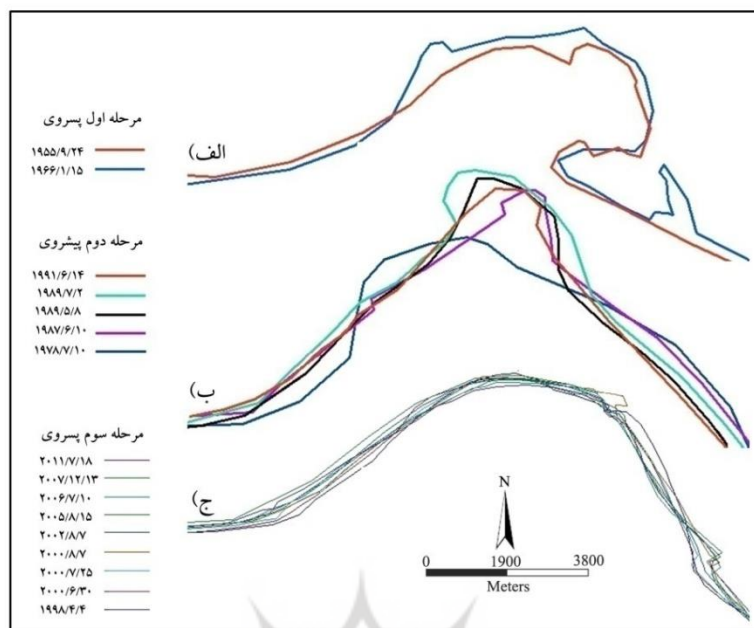 مرحله اول پسروی
۱۹۵۵/۹/۲۴
۱۹۶۶/۱/۱۵
الف)
مرحله دوم پیشروی
۱۹۹۱/۶/۱۴
۱۹۸۹/۷/۲
۱۹۸۹/۵/۸
۱۹۸۷/۶/۱۰
۱۹۷۸/۷/۱۰
ب)
مرحله سوم پسروی
۲۰۱۱/۷/۱۸
۲۰۰۷/۱۲/۱۳
۲۰۰۶/۷/۱۰
۲۰۰۵/۸/۱۵
۲۰۰۲/۸/۷
۲۰۰۰/۸/۷
۲۰۰۰/۷/۲۵
۲۰۰۰/۶/۳۰
۱۹۹۸/۴/۴
ج)
N
0 1900 3800
Meters